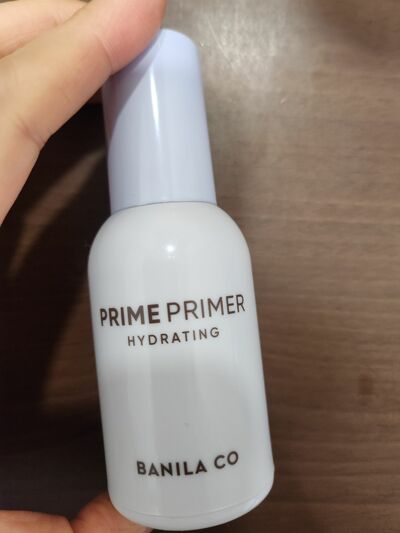 PRIME PRIMER
HYDRATING
BANILA CO